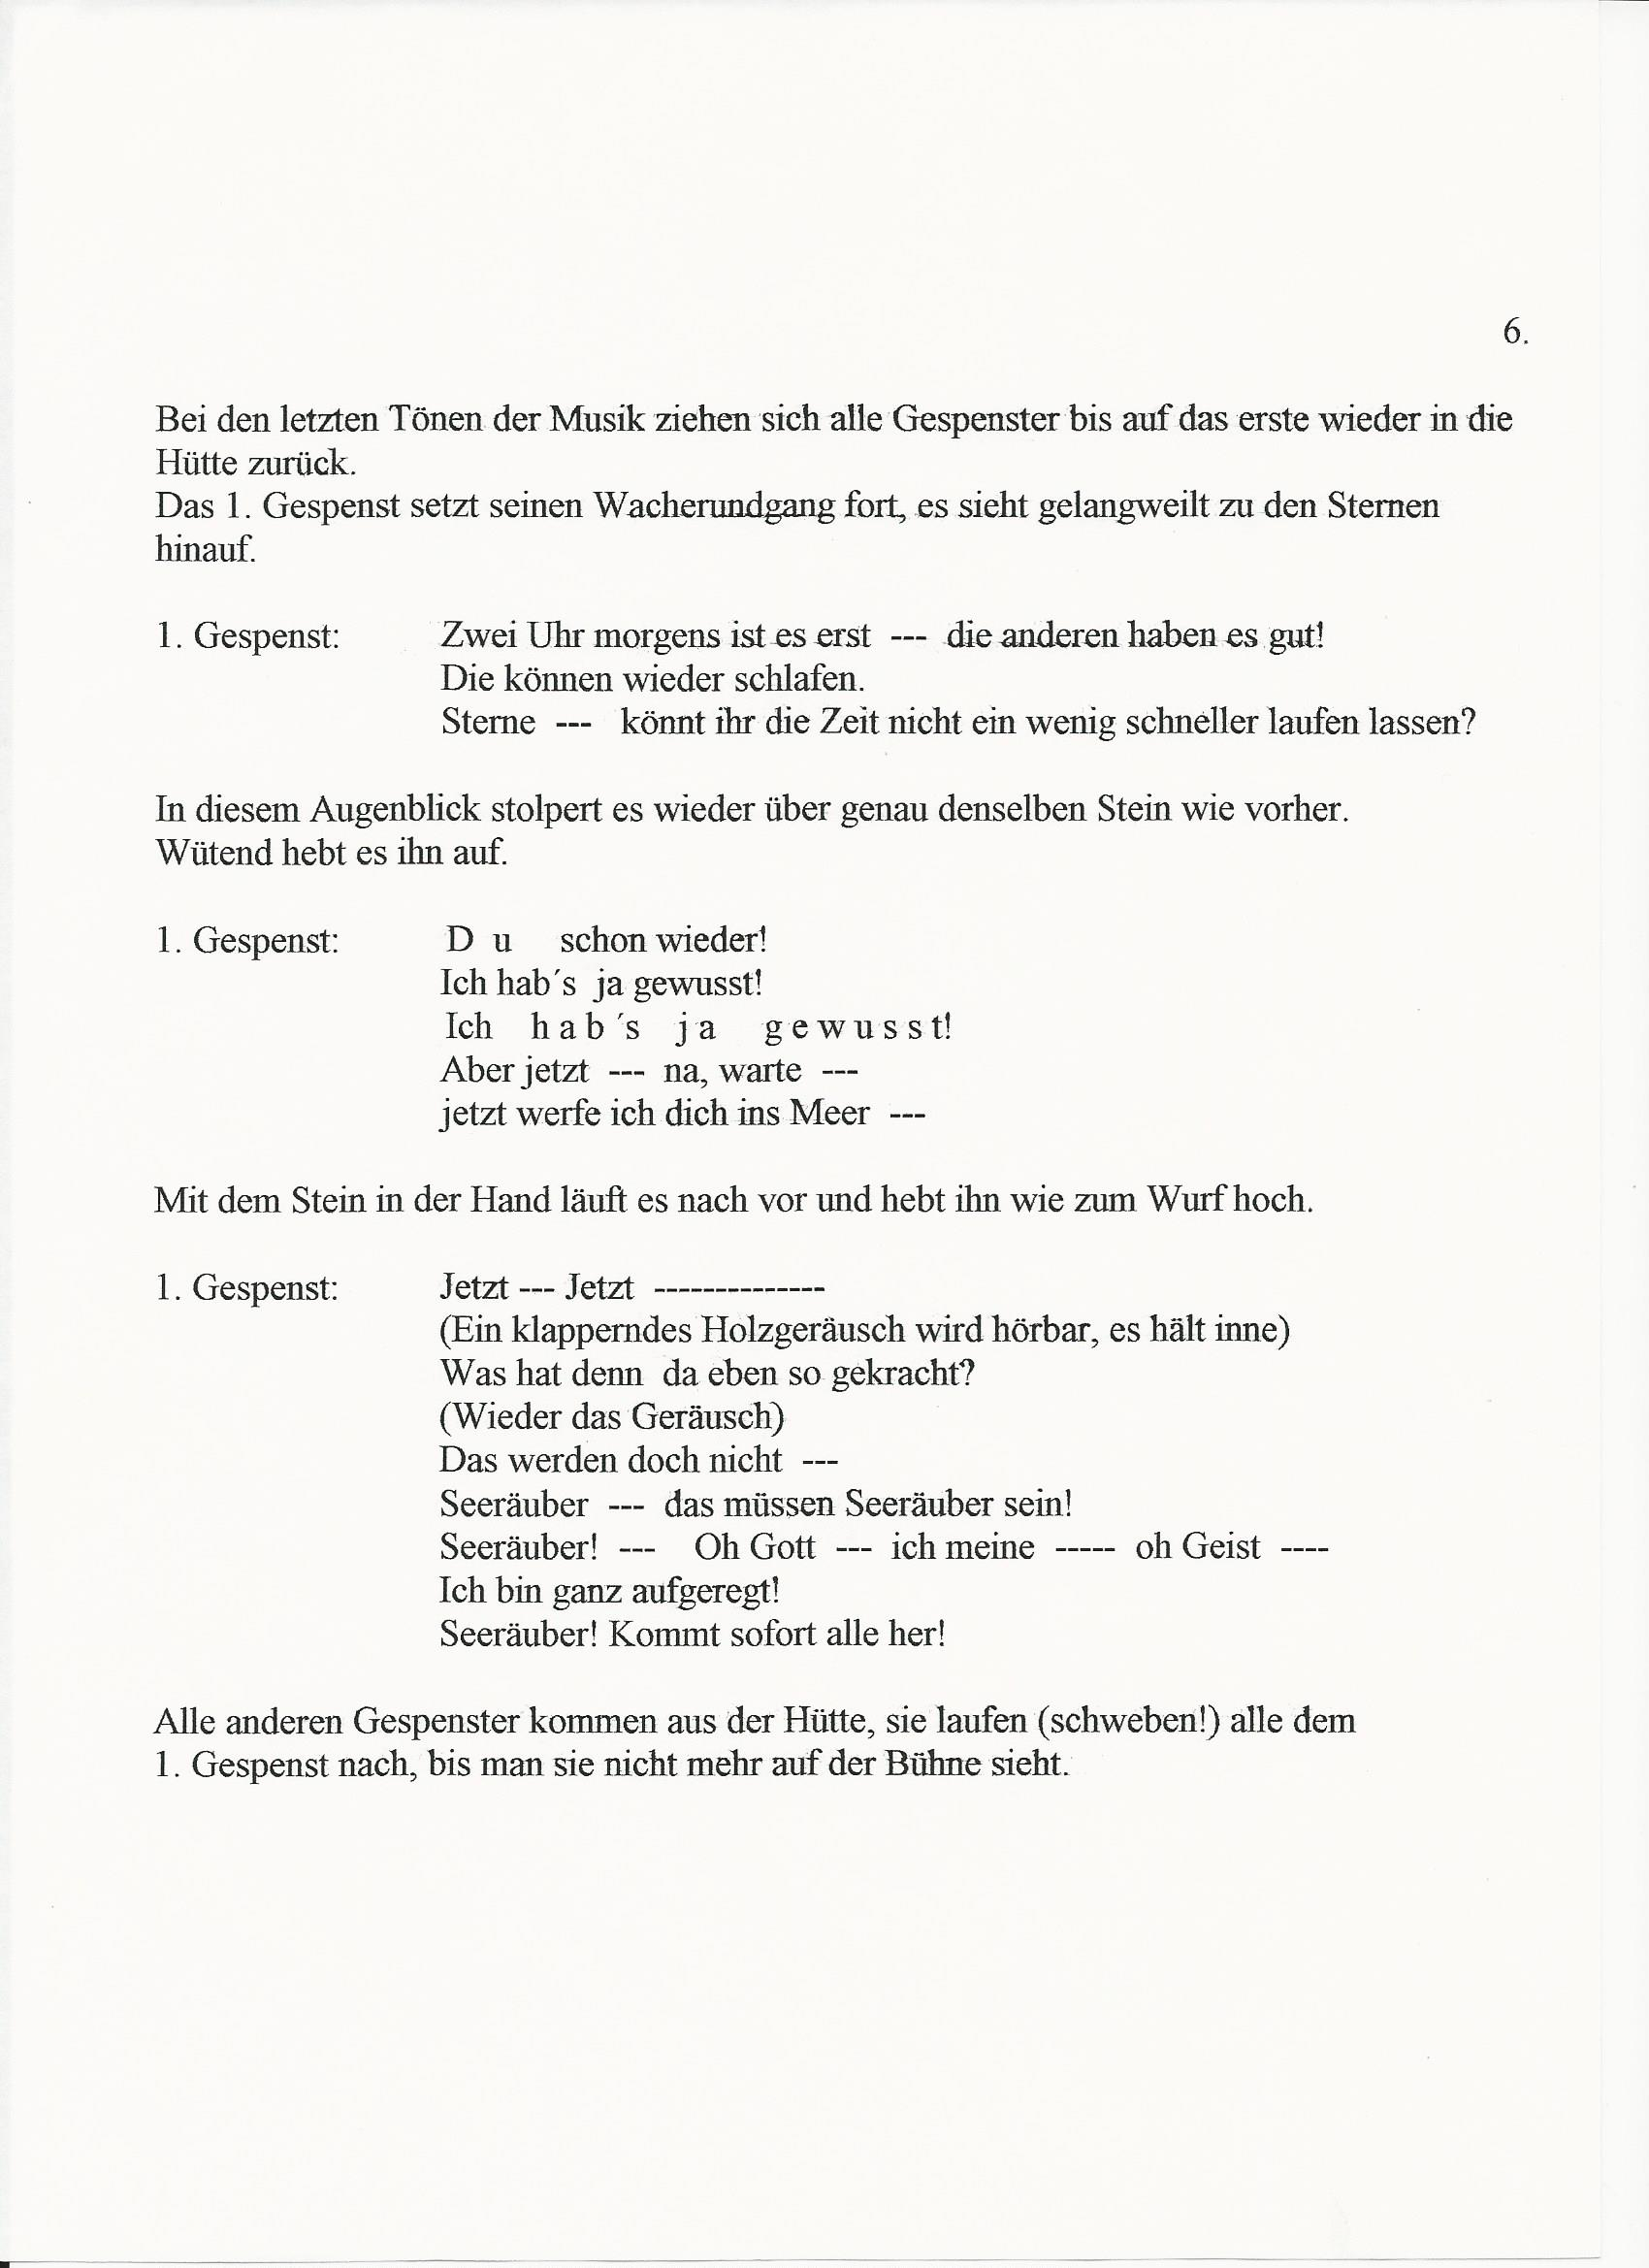 6.
Bei den letzten Tönen der Musik ziehen sich alle Gespenster bis auf das erste wieder in die
Hütte zurück.
Das 1. Gespenst setzt seinen Wacherundgang fort, es sieht gelangweilt zu den Sternen
hinauf.
1. Gespenst: Zwei Uhr morgens ist es erst --- die anderen haben es gut!
Die können wieder schlafen.
Sterne --- könnt ihr die Zeit nicht ein wenig schneller laufen lassen?
In diesem Augenblick stolpert es wieder über genau denselben Stein wie vorher.
Wütend hebt es ihn auf.
1. Gespenst: D u schon wieder!
Ich hab´s ja gewusst!
Ich h a b ´s j a g e w u s s t!
Aber jetzt --- na, warte ---
jetzt werfe ich dich ins Meer ---
Mit dem Stein in der Hand läuft es nach vor und hebt ihn wie zum Wurf hoch.
1. Gespenst: Jetzt --- Jetzt --------------
(Ein klapperndes Holzgeräusch wird hörbar, es hält inne)
Was hat denn da eben so gekracht?
(Wieder das Geräusch)
Das werden doch nicht ---
Seeräuber --- das müssen Seeräuber sein!
Seeräuber! --- Oh Gott --- ich meine ----- oh Geist ----
Ich bin ganz aufgeregt!
Seeräuber! Kommt sofort alle her!
Alle anderen Gespenster kommen aus der Hütte, sie laufen (schweben!) alle dem
1. Gespenst nach, bis man sie nicht mehr auf der Bühne sieht.